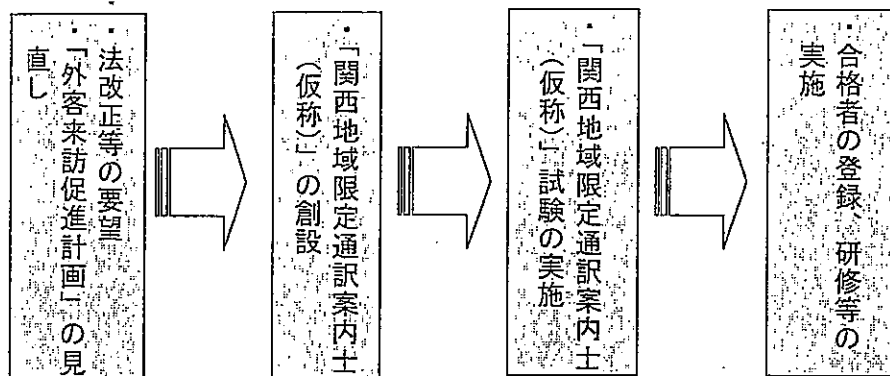 ・法改正等の要望
・「外客来訪促進計画」の見
直し
・「関西地域限定通訳案内士
（仮称）」の創設
・「関西地域限定通訳案内士
（仮称）」試験の実施
・合格者の登録、研修等の
実施